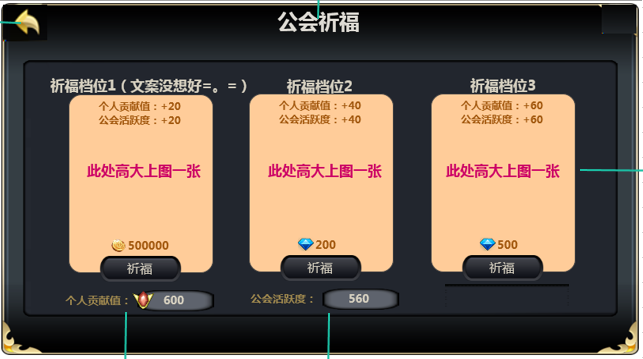 公会祈福
祈福档位1（文案没想好=。=）
个人贡献值：+20
公会活跃度：+20
此处高大上图一张
500000
祈福
祈福档位2
个人贡献值：+40
公会活跃度：+40
此处高大上图一张
200
祈福
祈福档位3
个人贡献值：+60
公会活跃度：+60
此处高大上图一张
500
祈福
个人贡献值：600
公会活跃度：560